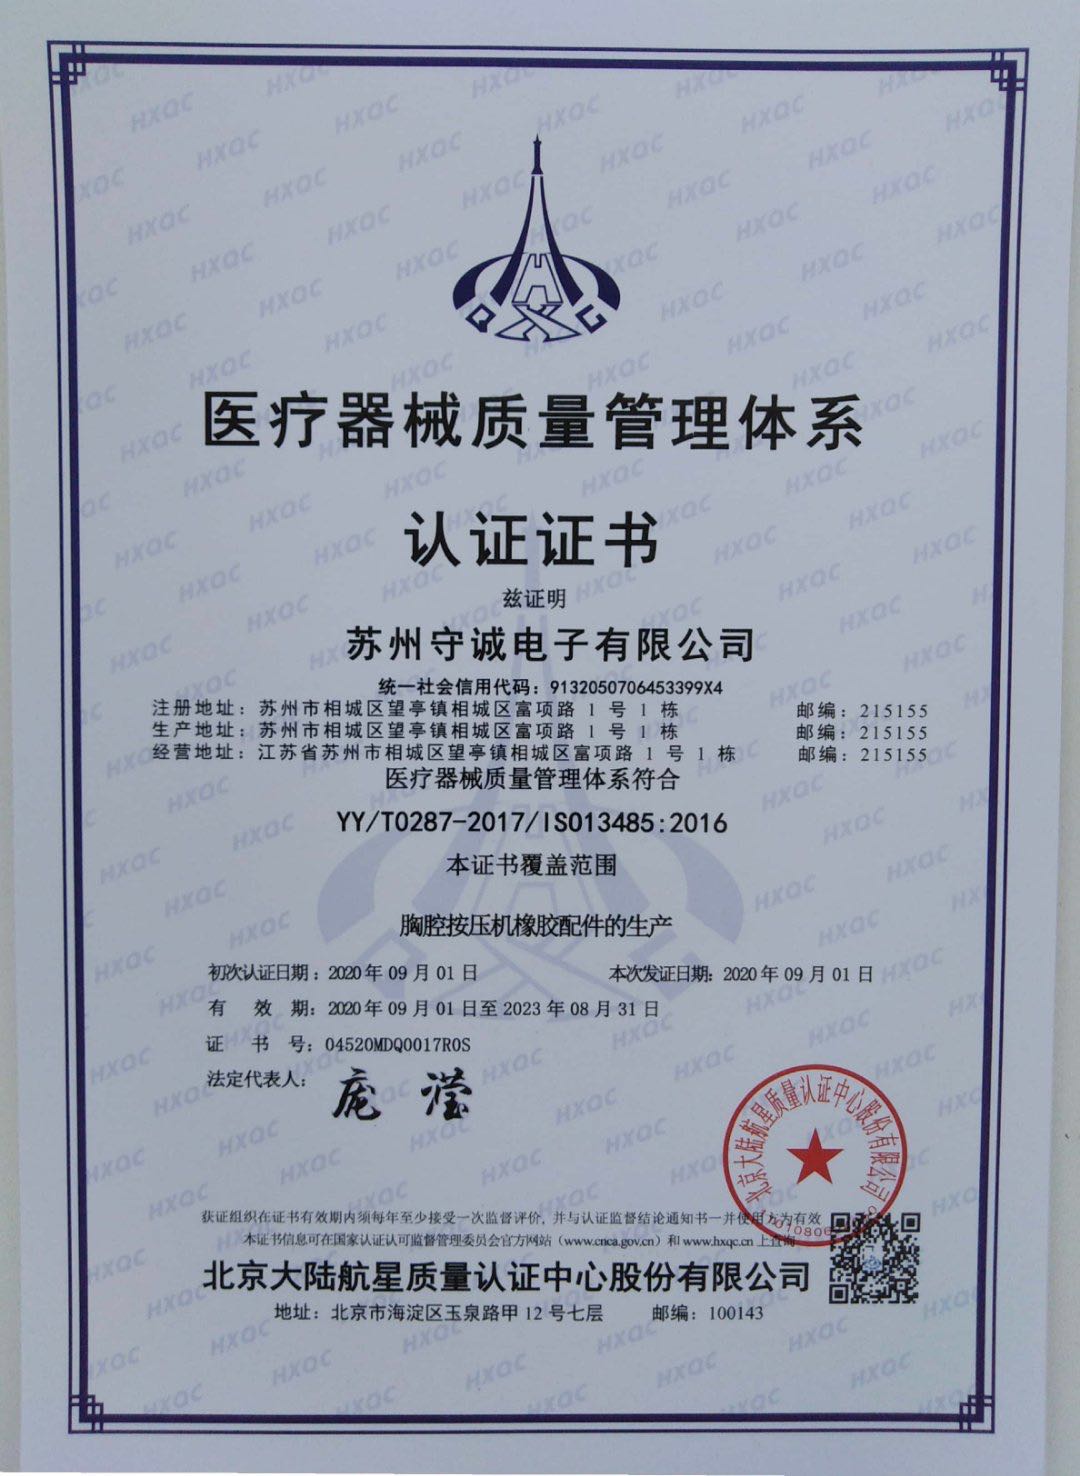 医疗器械质量管理体系
认证证书
兹证明
苏州守诚电子有限公司
统一社会信用代码：9132050706453399X4
注册地址：苏州市相城区望亭镇相城区富项路 1 号 1 栋 邮编：215155
生产地址：苏州市相城区望亭镇相城区富项路 1 号 1 栋 邮编：215155
经营地址：江苏省苏州市相城区望亭镇相城区富项路 1 号 1 栋 邮编：215155
医疗器械质量管理体系符合
YY/T0287-2017/ISO13485:2016
本证书覆盖范围
胸腔按压机橡胶配件的生产
初次认证日期：2020 年 09 月 01 日 本次发证日期：2020 年 09 月 01 日
有 效 期：2020 年 09 月 01 日至 2023 年 08 月 31 日
证 书 号：04520MDQ0017R0S
法定代表人：庞 滢
北京大陆航星质量认证中心股份有限公司
获证组织在证书有效期内须每年至少接受一次监督评价，并与认证监督结论通知书一并使用方为有效
本证书信息可在国家认证认可监督管理委员会官方网站（www.cnca.gov.cn）和 www.hxqc.cn 上查询
北京大陆航星质量认证中心股份有限公司
地址：北京市海淀区玉泉路甲 12 号七层 邮编：100143